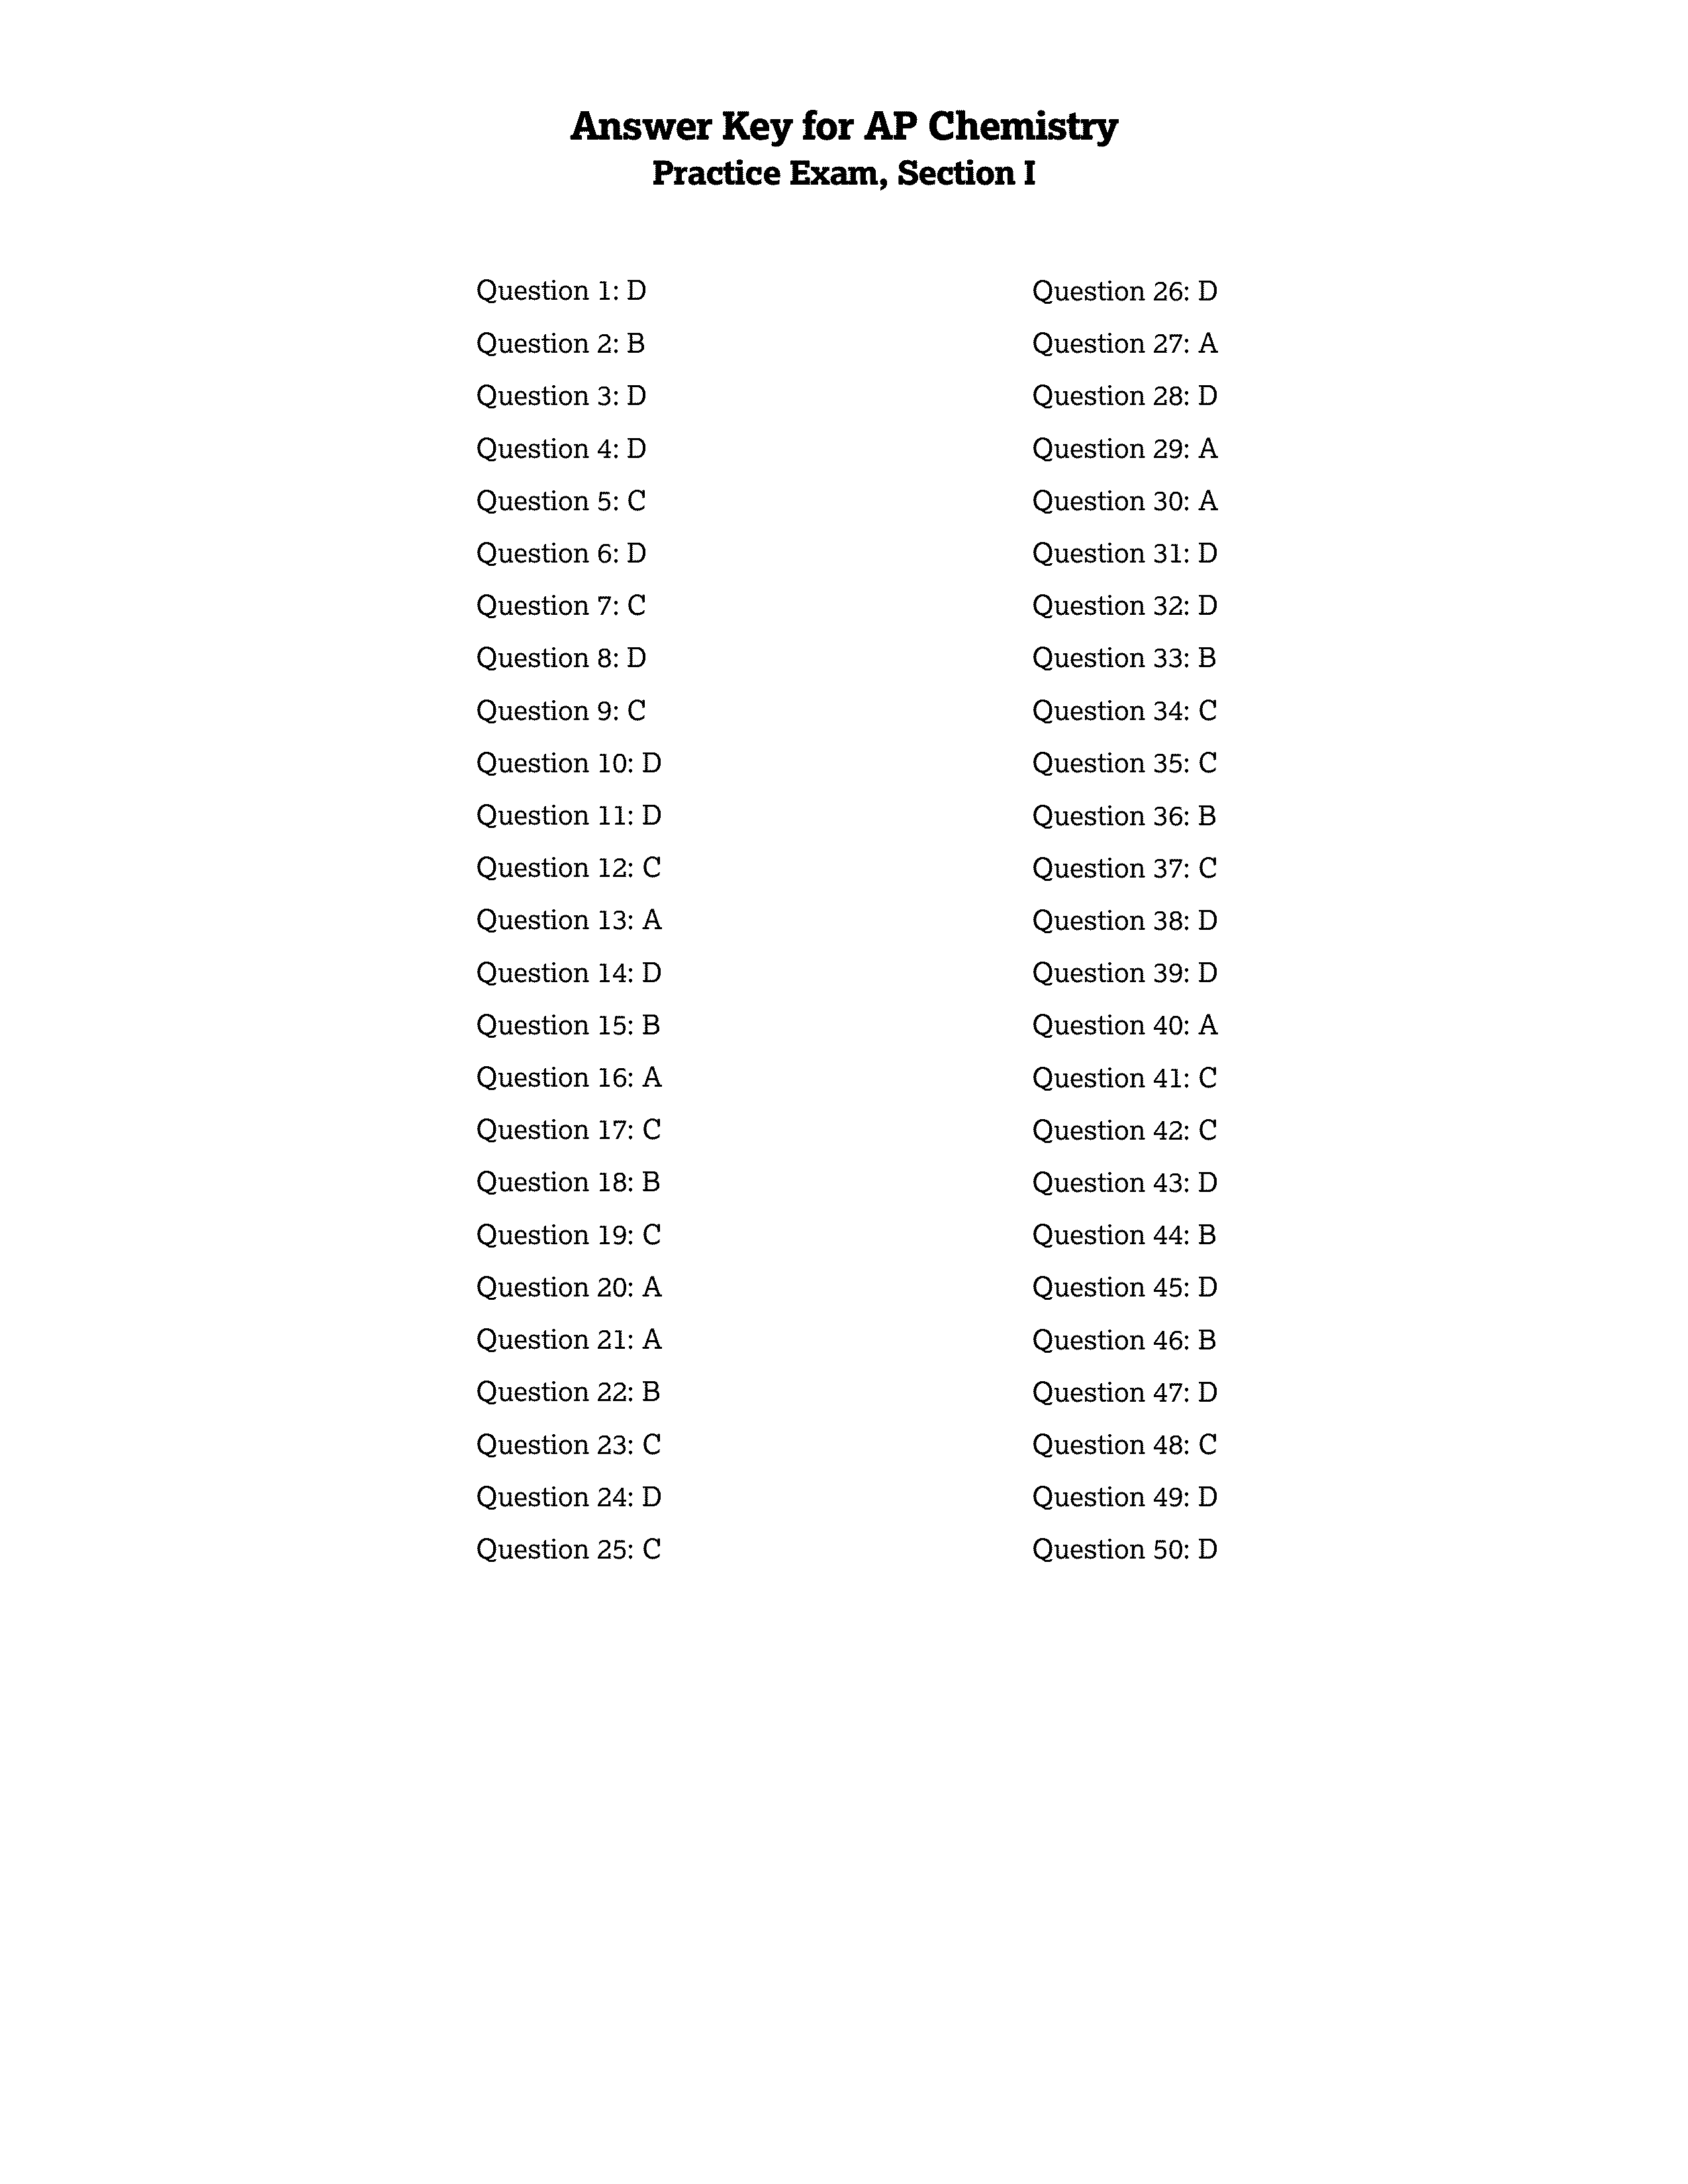 Answer Key for AP Chemistry
Practice Exam, Section I
Question 1: D
Question 2: B
Question 3: D
Question 4: D
Question 5: C
Question 6: D
Question 7: C
Question 8: D
Question 9: C
Question 10: D
Question 11: D
Question 12: C
Question 13: A
Question 14: D
Question 15: B
Question 16: A
Question 17: C
Question 18: B
Question 19: C
Question 20: A
Question 21: A
Question 22: B
Question 23: C
Question 24: D
Question 25: C
Question 26: D
Question 27: A
Question 28: D
Question 29: A
Question 30: A
Question 31: D
Question 32: D
Question 33: B
Question 34: C
Question 35: C
Question 36: B
Question 37: C
Question 38: D
Question 39: D
Question 40: A
Question 41: C
Question 42: C
Question 43: D
Question 44: B
Question 45: D
Question 46: B
Question 47: D
Question 48: C
Question 49: D
Question 50: D